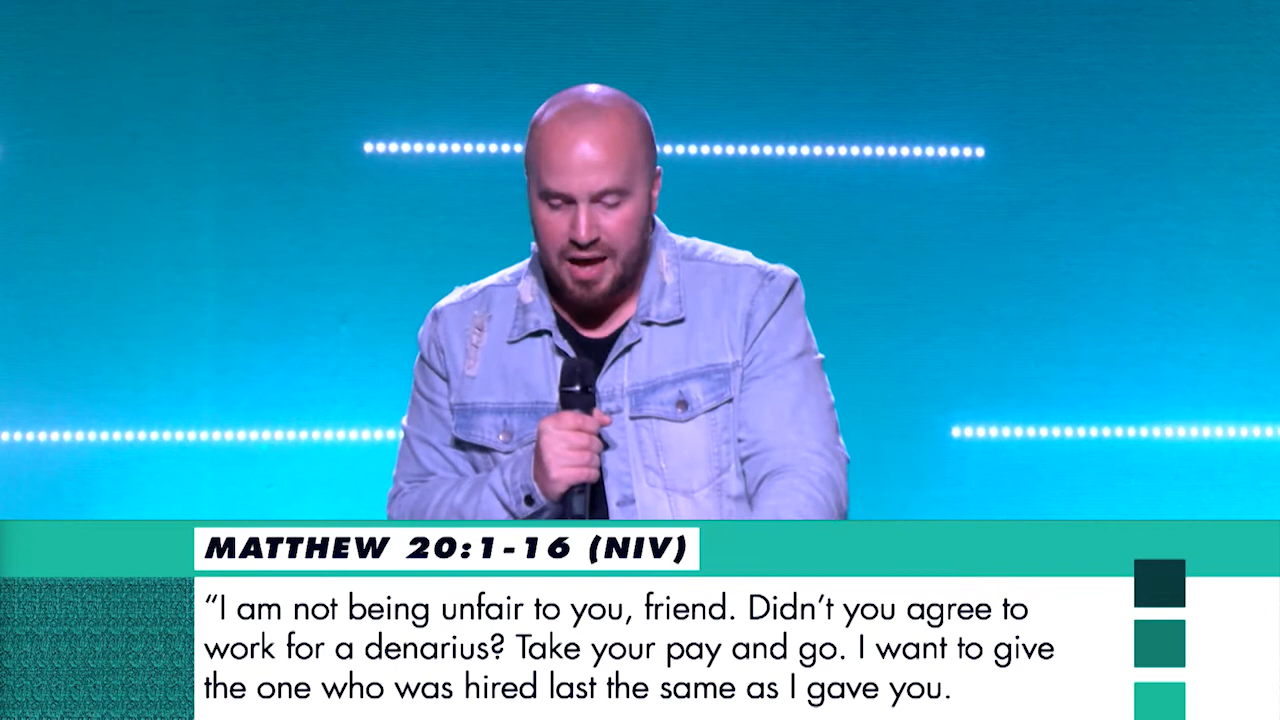 MATTHEW 20:1-16 (NIV)
“I am not being unfair to you, friend. Didn’t you agree to
work for a denarius? Take your pay and go. I want to give
the one who was hired last the same as I gave you.